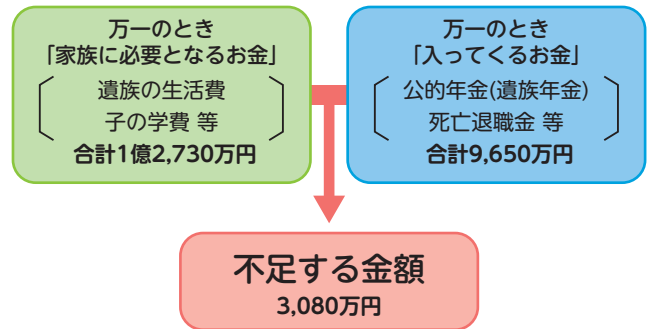 万一のとき
「家族に必要となるお金」
遺族の生活費
子の学費 等
合計1億2,730万円
万一のとき
「入ってくるお金」
公的年金(遺族年金)
死亡退職金 等
合計9,650万円
不足する金額
3,080万円